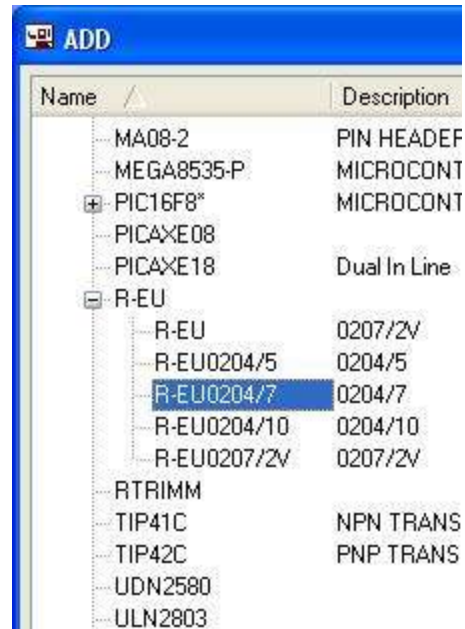 ADD
Name Description
MA08-2 PIN HEADER
MEGA8535-P MICROCONT
PIC16F8* MICROCONT
PICAXE08
PICAXE18 Dual In Line
R-EU
R-EU 0207/2V
R-EU0204/5 0204/5
R-EU0204/7 0204/7
R-EU0204/10 0204/10
R-EU0207/2V 0207/2V
RTRIMM
TIP41C NPN TRANS
TIP42C PNP TRANS
UDN2580
ULN2803